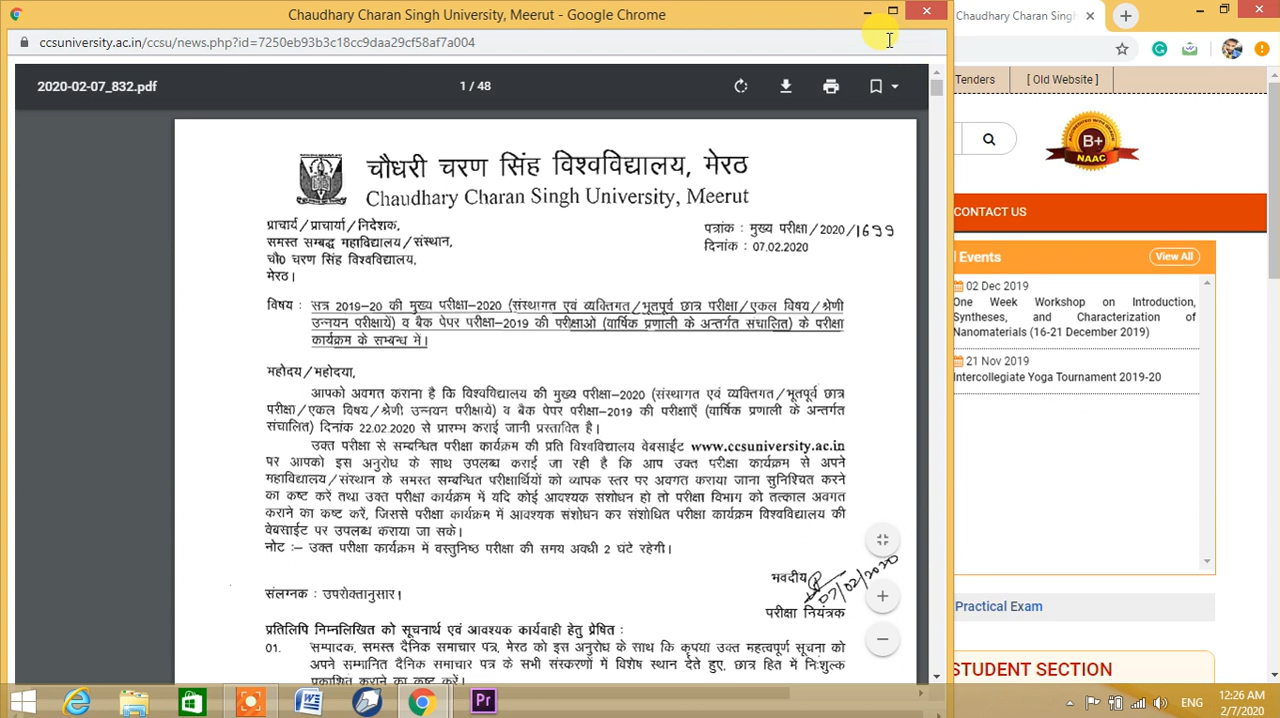 Chaudhary Charan Singh University, Meerut - Google Chrome
Chaudhary Charan Singh
ccsuniversity.ac.in/ccsu/news.php?id=7250eb93b3c18cc9daa29cf58af7a004
2020-02-07_832.pdf
1 / 48
Tenders
[ Old Website ]
B+
NAAC
चौधरी चरण सिंह विश्वविद्यालय, मेरठ
Chaudhary Charan Singh University, Meerut
प्राचार्य/प्राचार्या/निदेशक,
समस्त सम्बद्ध महाविद्यालय/संस्थान,
चौ0 चरण सिंह विश्वविद्यालय,
मेरठ।
पत्रांक : मुख्य परीक्षा/2020/1699
दिनांक : 07.02.2020
विषय : सत्र 2019-20 की मुख्य परीक्षा-2020 (संस्थागत एवं व्यक्तिगत/भूतपूर्व छात्र परीक्षा/एकल विषय/श्रेणी
उन्नयन परीक्षाये) व बैक पेपर परीक्षा-2019 की परीक्षाओ (वार्षिक प्रणाली के अन्तर्गत संचालित) के परीक्षा
कार्यक्रम के सम्बन्ध में।
महोदय/महोदया,
आपको अवगत कराना है कि विश्वविद्यालय की मुख्य परीक्षा-2020 (संस्थागत एवं व्यक्तिगत/भूतपूर्व छात्र
परीक्षा/एकल विषय/श्रेणी उन्नयन परीक्षाये) व बैक पेपर परीक्षा-2019 की परीक्षाऐं (वार्षिक प्रणाली के अन्तर्गत
संचालित) दिनांक 22.02.2020 से प्रारम्भ कराई जानी प्रस्तावित है।
उक्त परीक्षा से सम्बन्धित परीक्षा कार्यक्रम की प्रति विश्वविद्यालय वेबसाईट www.ccsuniversity.ac.in
पर आपको इस अनुरोध के साथ उपलब्ध कराई जा रही है कि आप उक्त परीक्षा कार्यक्रम से अपने
महाविद्यालय/संस्थान के समस्त सम्बन्धित परीक्षार्थियों को व्यापक स्तर पर अवगत कराया जाना सुनिश्चित करने
का कष्ट करें तथा उक्त परीक्षा कार्यक्रम में यदि कोई आवश्यक सशोधन हो तो परीक्षा विभाग को तत्काल अवगत
कराने का कष्ट करें, जिससे परीक्षा कार्यक्रम में आवश्यक संशोधन कर संशोधित परीक्षा कार्यक्रम विश्वविद्यालय की
वेबसाईट पर उपलब्ध कराया जा सके।
नोट :– उक्त परीक्षा कार्यक्रम में वस्तुनिष्ठ परीक्षा की समय अवधी 2 घंटे रहेगी।
भवदीय
07/02/2020
संलग्नक : उपरोक्तानुसार।
परीक्षा नियंत्रक
प्रतिलिपि निम्नलिखित को सूचनार्थ एवं आवश्यक कार्यवाही हेतु प्रेषित :
01. सम्पादक, समस्त दैनिक समाचार पत्र, मेरठ को इस अनुरोध के साथ कि कृपया उक्त महत्वपूर्ण सूचना को
अपने सम्मानित दैनिक समाचार पत्र के सभी संस्करणों में विशेष स्थान देते हुए, छात्र हित में निःशुल्क
प्रकाशित कराने का कष्ट करें।
CONTACT US
Events
View All
02 Dec 2019
One Week Workshop on Introduction,
Syntheses, and Characterization of
Nanomaterials (16-21 December 2019)
21 Nov 2019
Intercollegiate Yoga Tournament 2019-20
Practical Exam
STUDENT SECTION
Pr
ENG
12:26 AM
2/7/2020